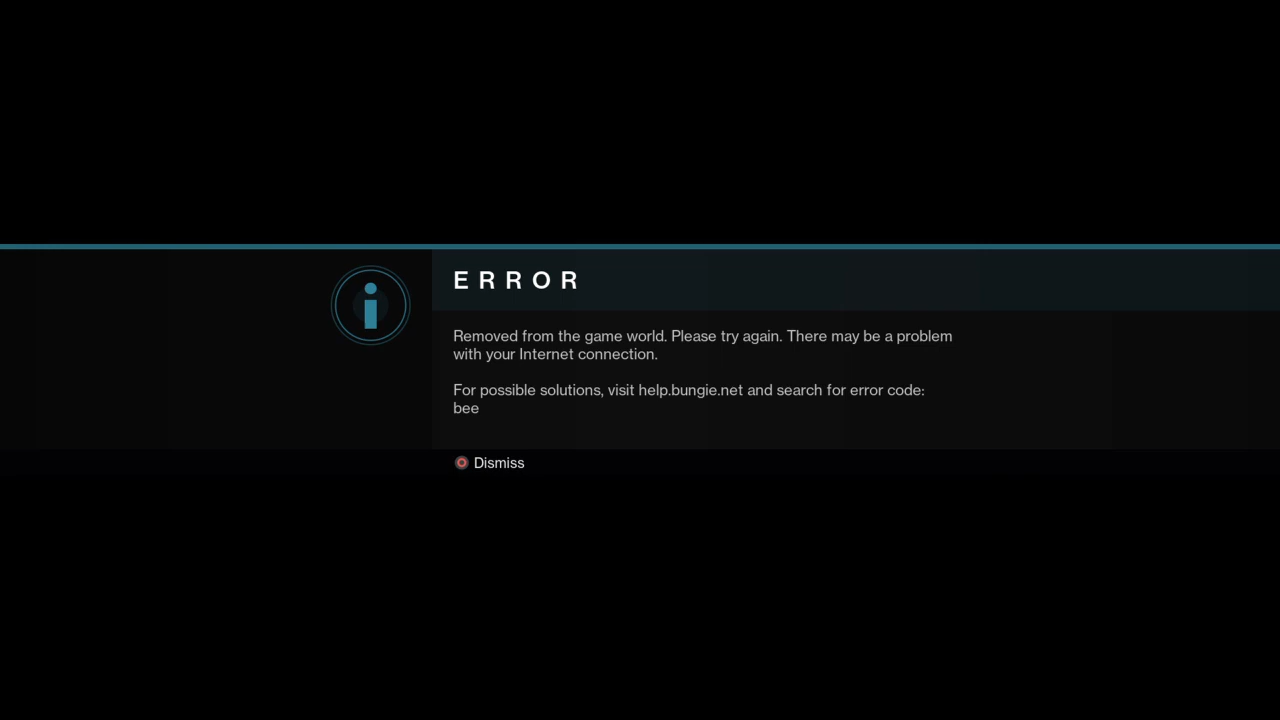 ERROR
Removed from the game world. Please try again. There may be a problem
with your Internet connection.
For possible solutions, visit help.bungie.net and search for error code:
bee
Dismiss